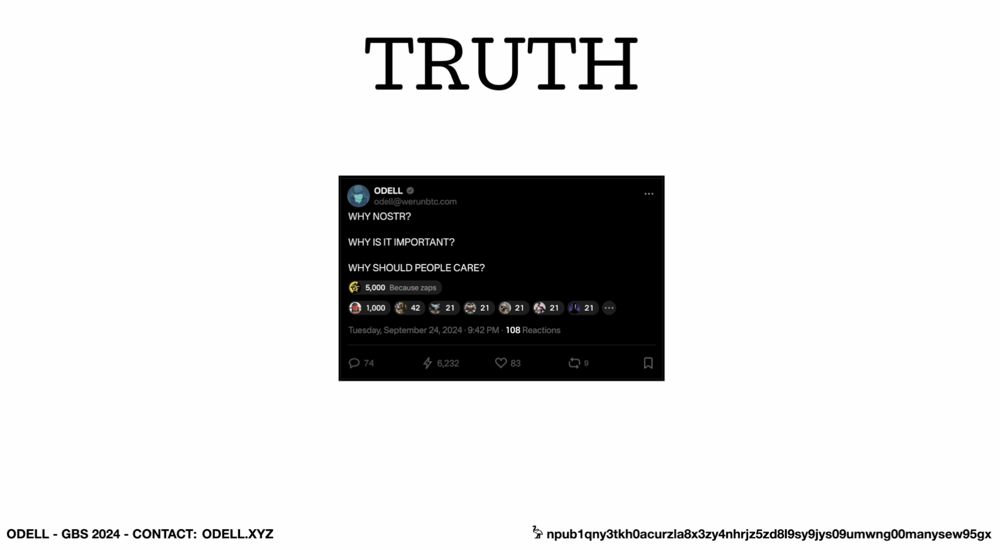 TRUTH
ODELL
odell@werunbtc.com
WHY NOSTR?
WHY IS IT IMPORTANT?
WHY SHOULD PEOPLE CARE?
5,000 Because zaps
1,000 42 21 21 21 21 21
Tuesday, September 24, 2024 · 9:42 PM · 108 Reactions
74 6,232 83 9
ODELL - GBS 2024 - CONTACT: ODELL.XYZ
npub1qny3tkh0acurzla8x3zy4nhrjz5zd8l9sy9jys09umwng00manysew95gx